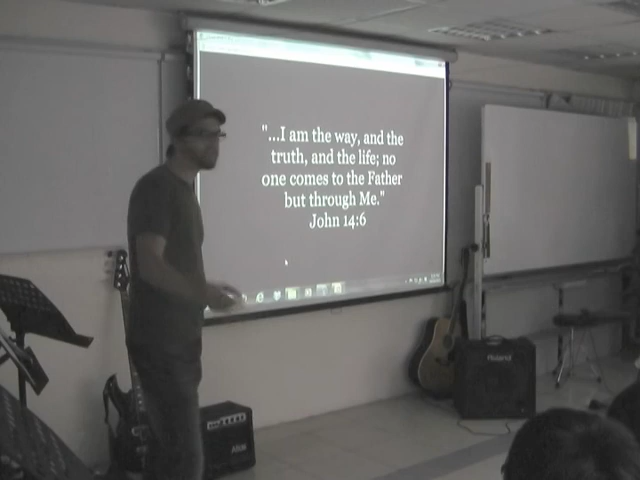 "...I am the way, and the
truth, and the life; no
one comes to the Father
but through Me."
John 14:6
Roland